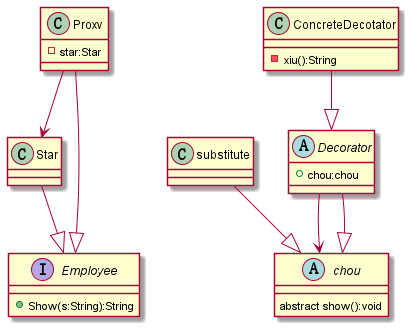 C Proxv
star:Star
C ConcreteDecotator
xiu():String
C Star
C substitute
A Decorator
chou:chou
I Employee
Show(s:String):String
A chou
abstract show():void